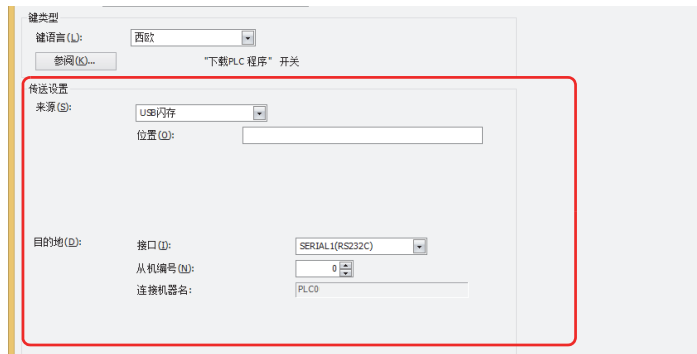 键类型
键语言(L): 西欧
参阅(K)... "下载PLC 程序" 开关
传送设置
来源(S): USB闪存
位置(O):
目的地(D): 接口(I): SERIAL1(RS232C)
从机编号(N): 0
连接机器名: PLC0